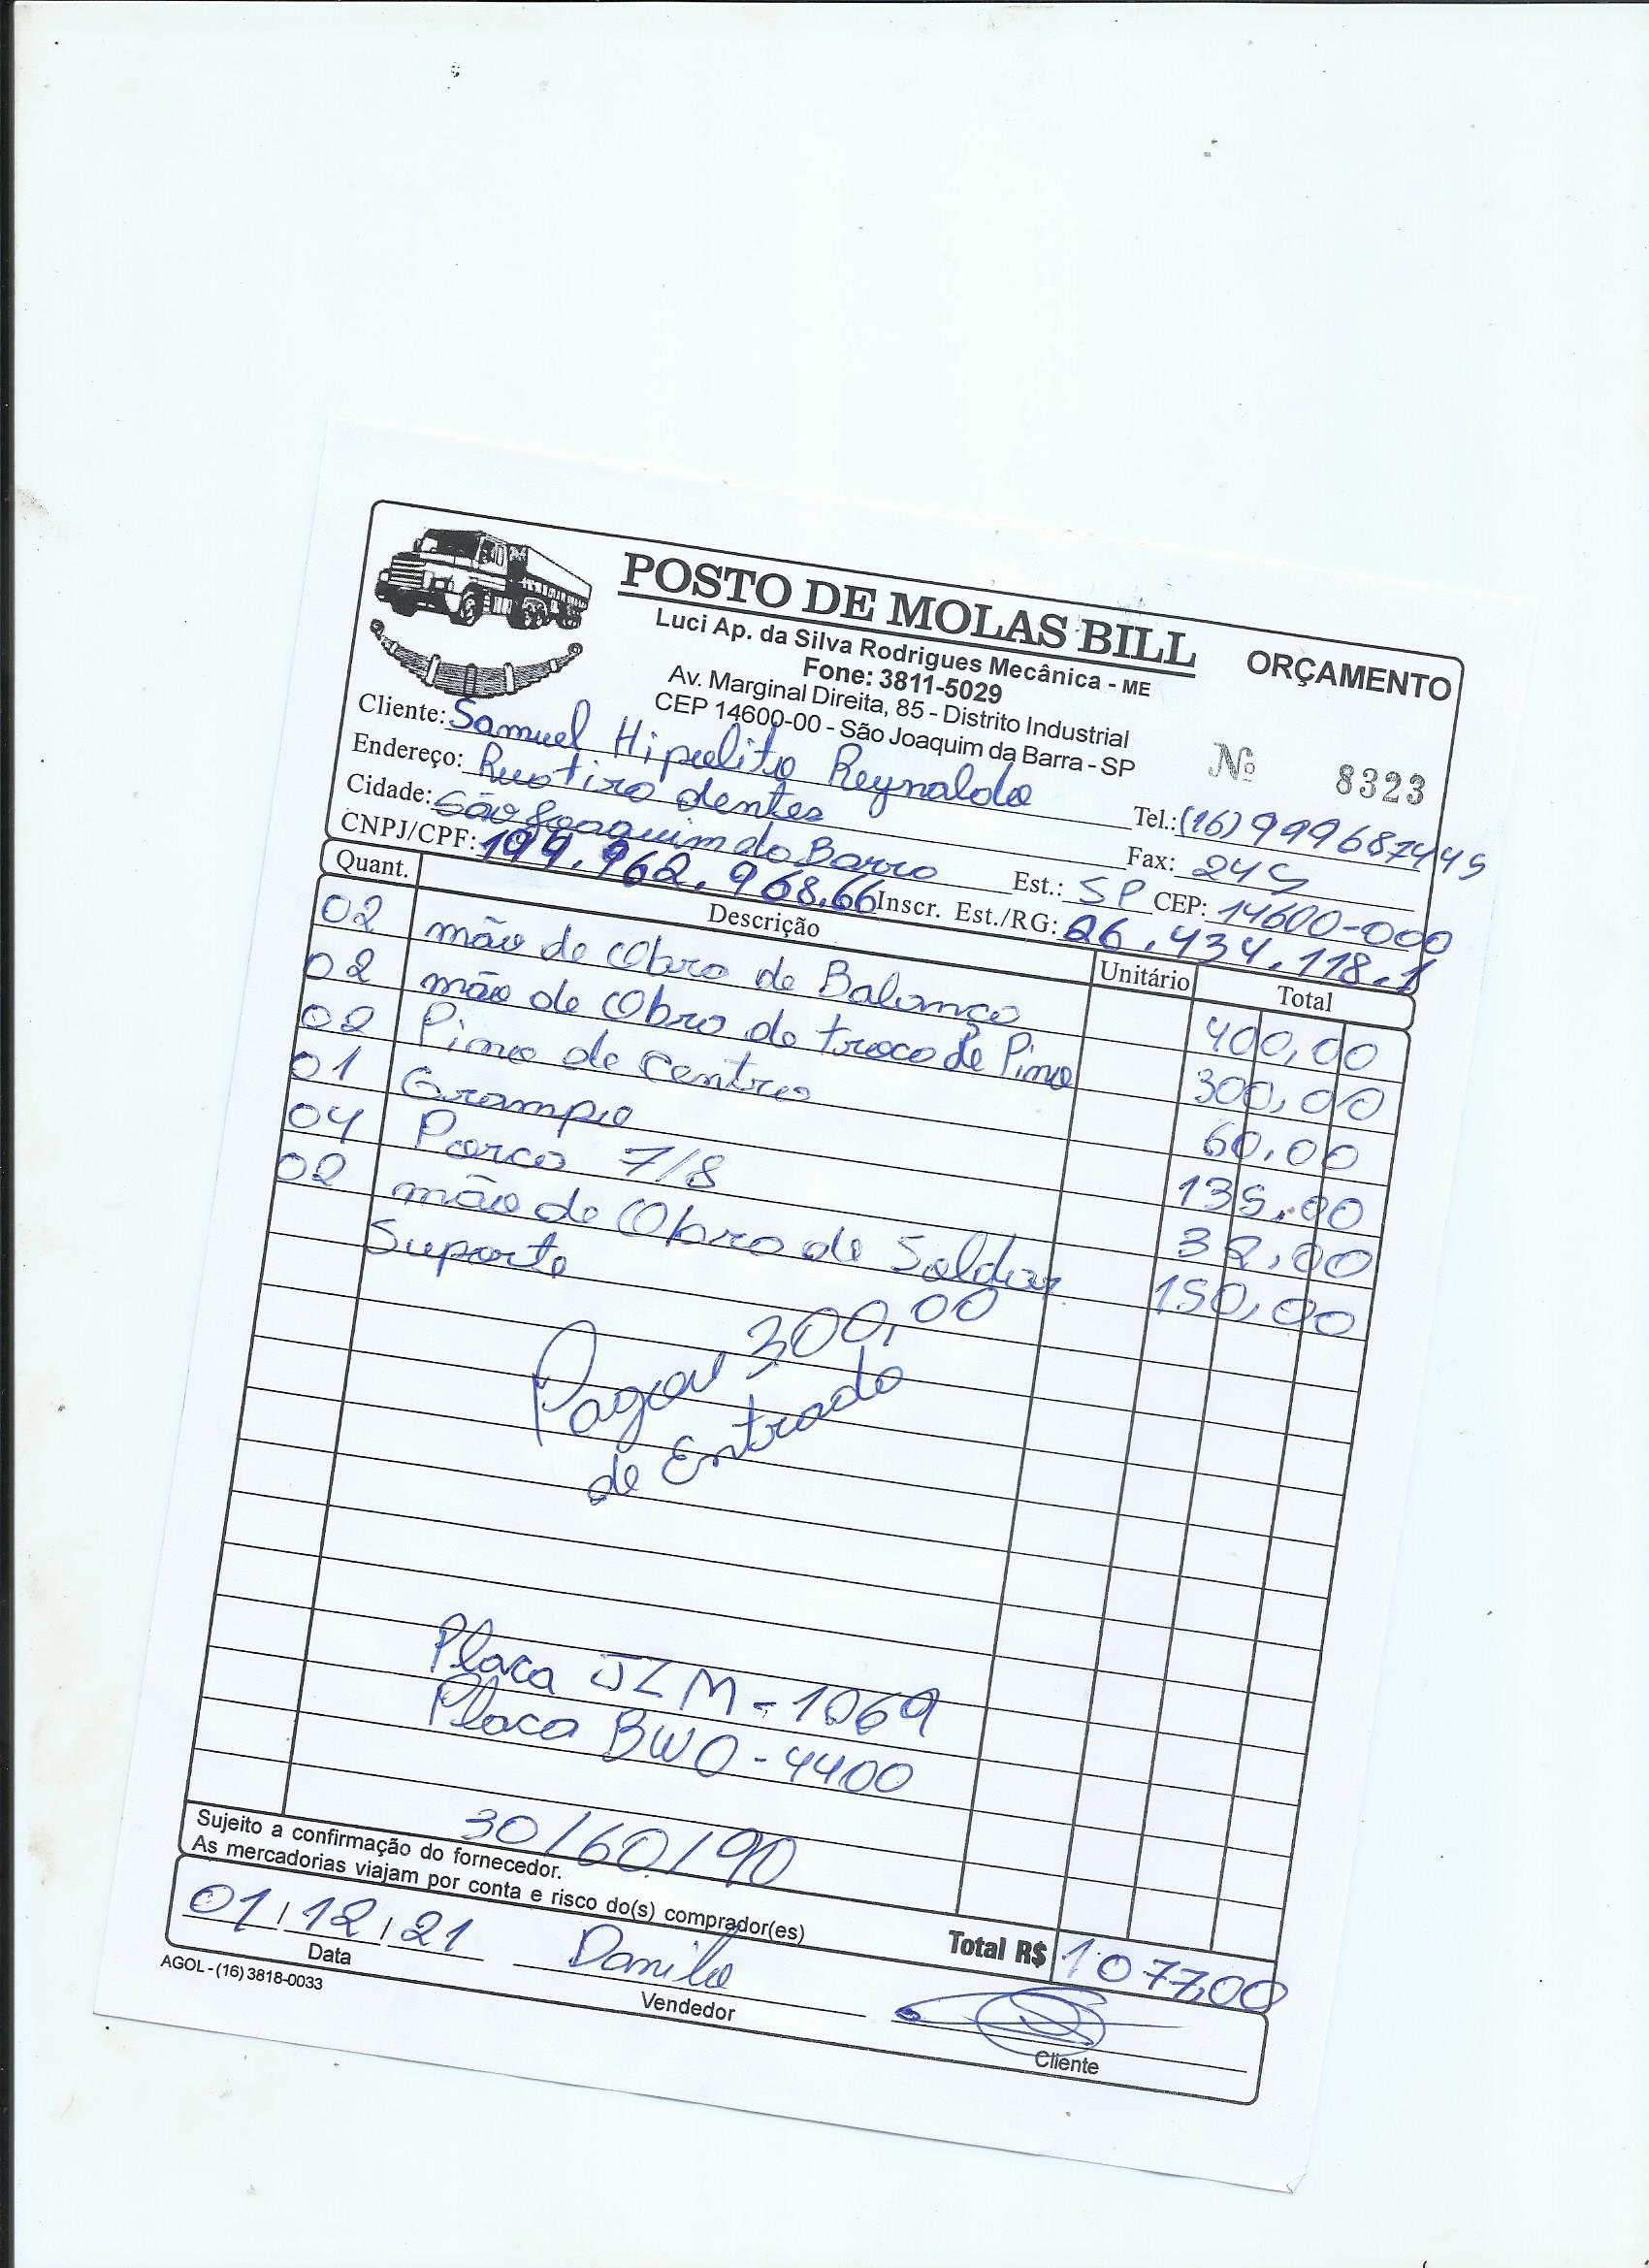 POSTO DE MOLAS BILL
ORÇAMENTO
Luci Ap. da Silva Rodrigues Mecânica - ME
Fone: 3811-5029
Av. Marginal Direita, 85 - Distrito Industrial
CEP 14600-00 - São Joaquim da Barra - SP
Nº 8323
Cliente: Samuel Hipolito Reynaldo Tel.: (16) 999687445
Endereço: Rua tira dentes Fax: 245
Cidade: São Joaquim da Barra Est.: SP CEP: 14600-000
CNPJ/CPF: 199.962.968.66 Inscr. Est./RG: 26.434.118.1
Quant. Descrição Unitário Total
02 mão de Obra de Balança 400,00
02 mão de Obra de troca de Pino 300,00
02 Pino de centro 60,00
01 Grampo 135,00
04 Porca 7/8 32,00
02 mão de Obra de Soldar 150,00
Suporte
Pagou 300,00
de Entrada
Placa JZM-1069
Placa BWO-4400
30/60/90
Sujeito a confirmação do fornecedor.
As mercadorias viajam por conta e risco do(s) comprador(es)
Total R$ 1077,00
01/12/21 Danilo
Data Vendedor Cliente
AGOL - (16) 3818-0033